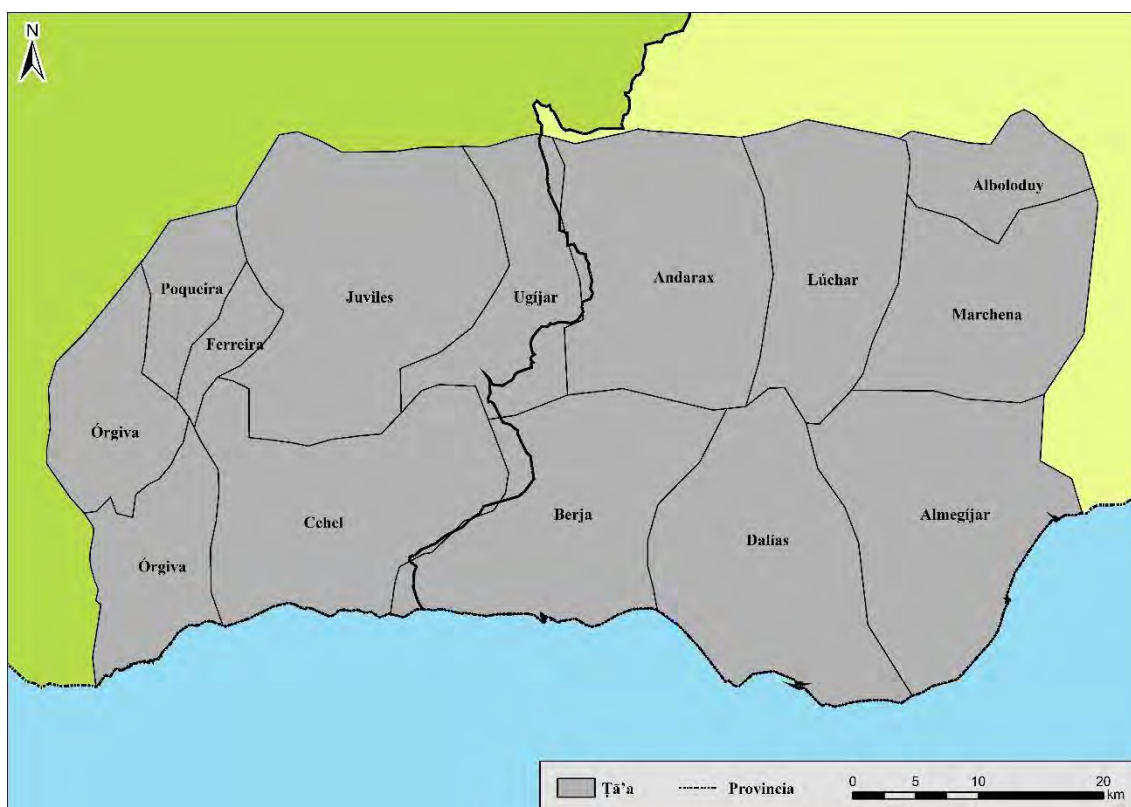 N
Alboloduy
Poqueira
Juviles
Ugíjar
Andarax
Lúchar
Marchena
Ferreira
Órgiva
Cehel
Berja
Almegíjar
Dalías
Órgiva
Ṭā'a
Provincia
0 5 10 20
km